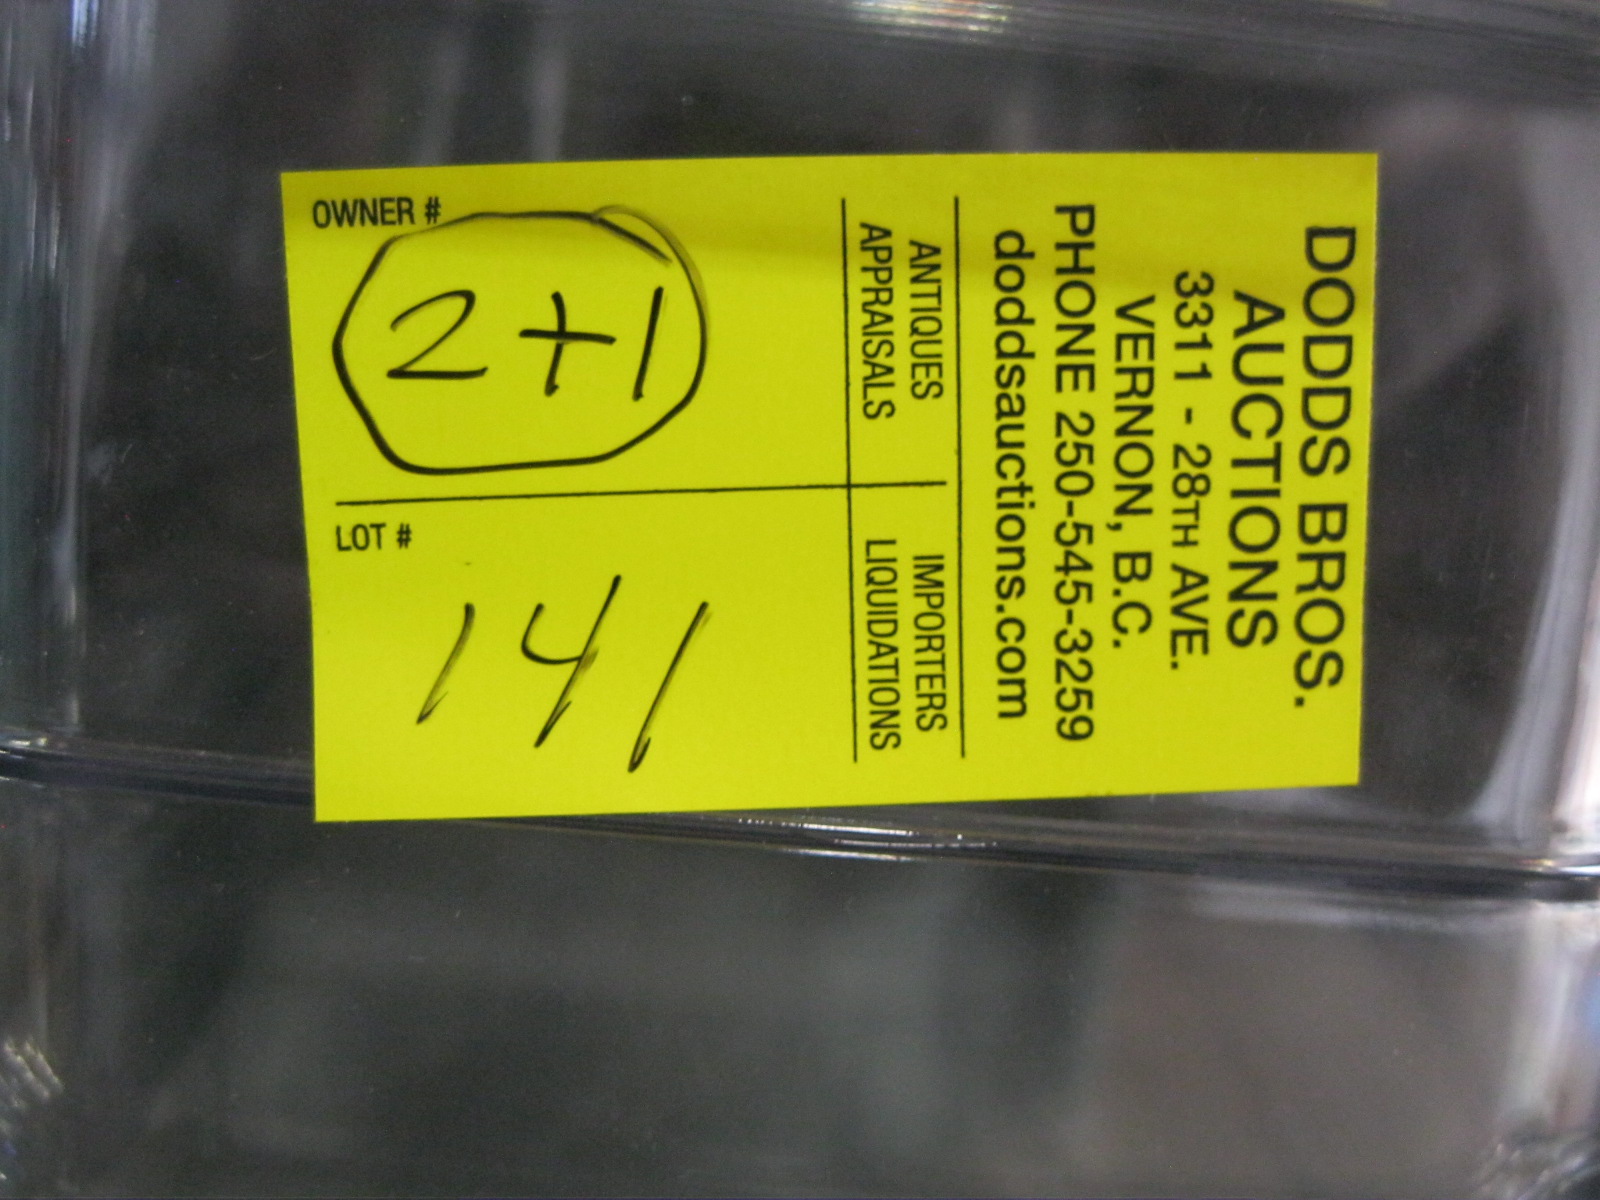 DODDS BROS.
AUCTIONS
3311 - 28TH AVE.
VERNON, B.C.
PHONE 250-545-3259
doddsauctions.com
ANTIQUES
APPRAISALS
IMPORTERS
LIQUIDATIONS
OWNER #
2+1
LOT #
141